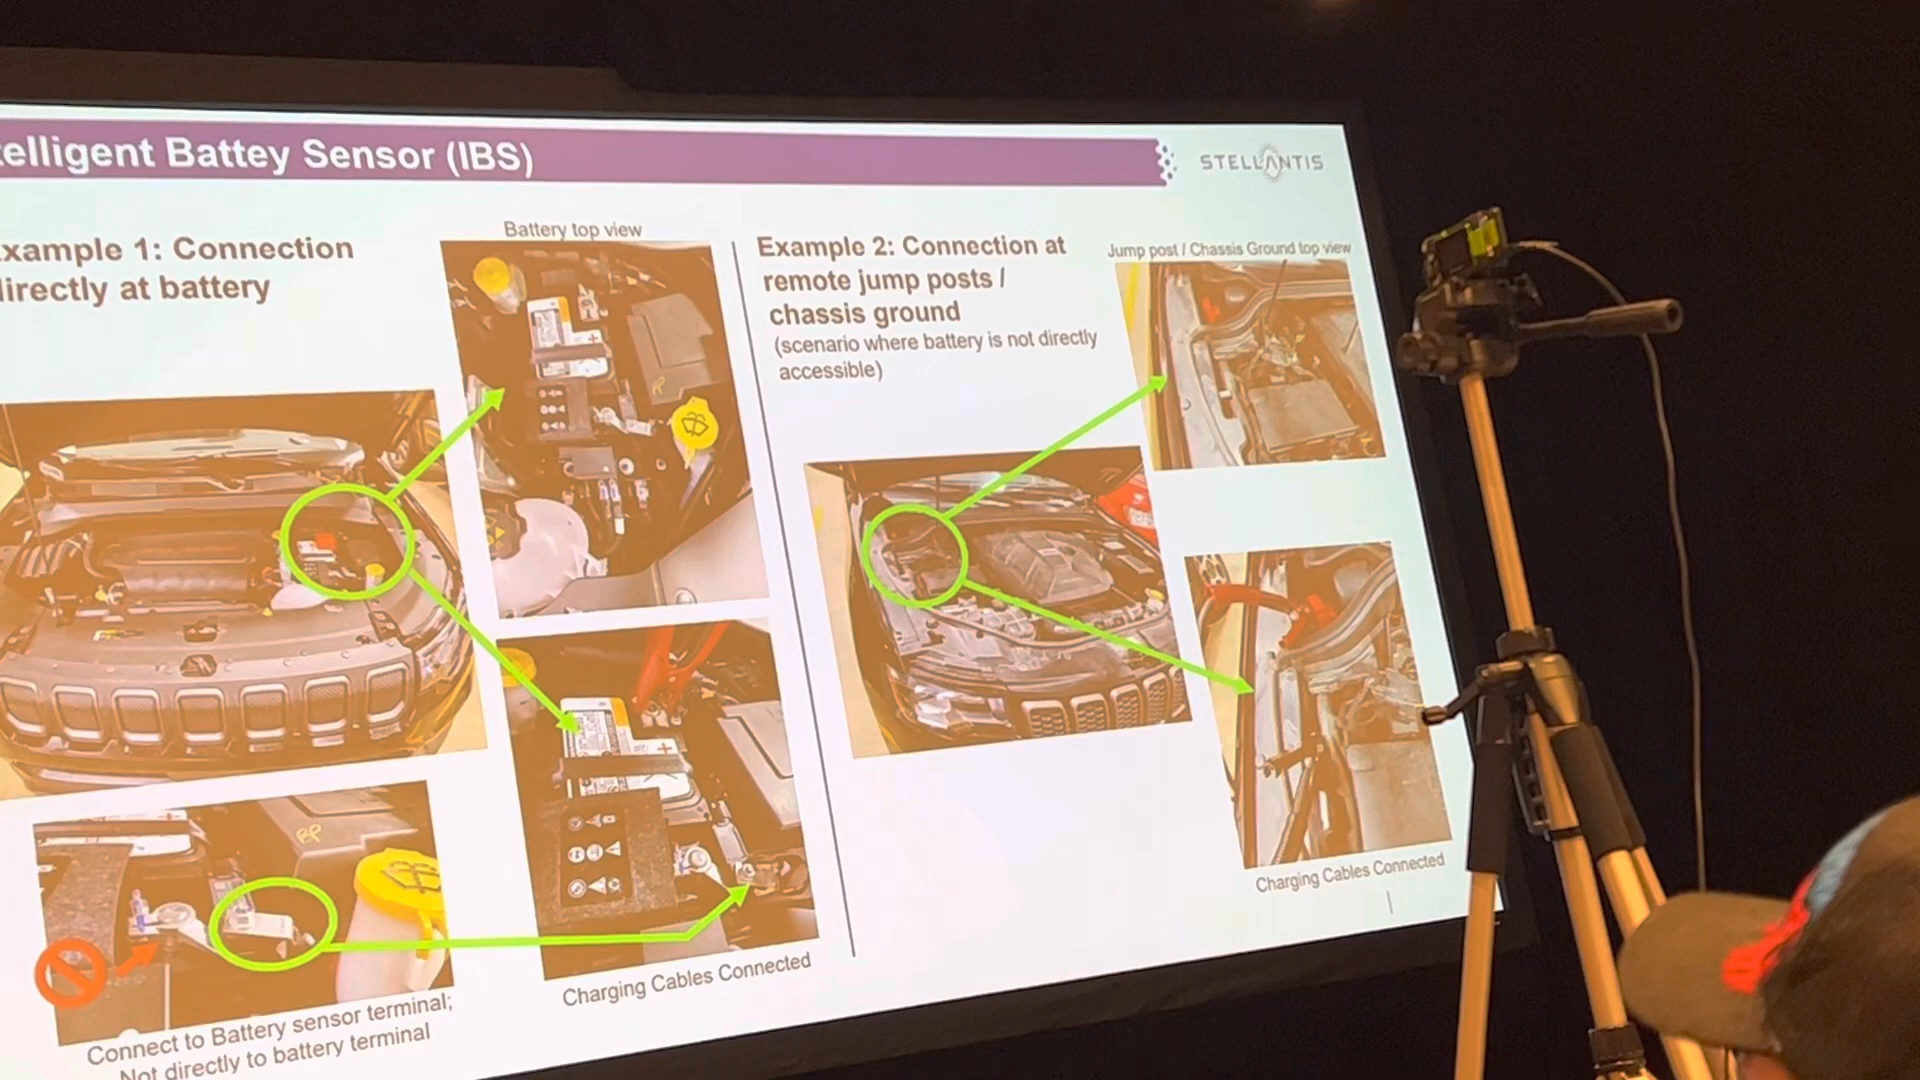 elligent Battey Sensor (IBS)
STELLANTIS
xample 1: Connection
irectly at battery
Battery top view
Example 2: Connection at
remote jump posts /
chassis ground
(scenario where battery is not directly
accessible)
Jump post / Chassis Ground top view
Connect to Battery sensor terminal;
Not directly to battery terminal
Charging Cables Connected
Charging Cables Connected